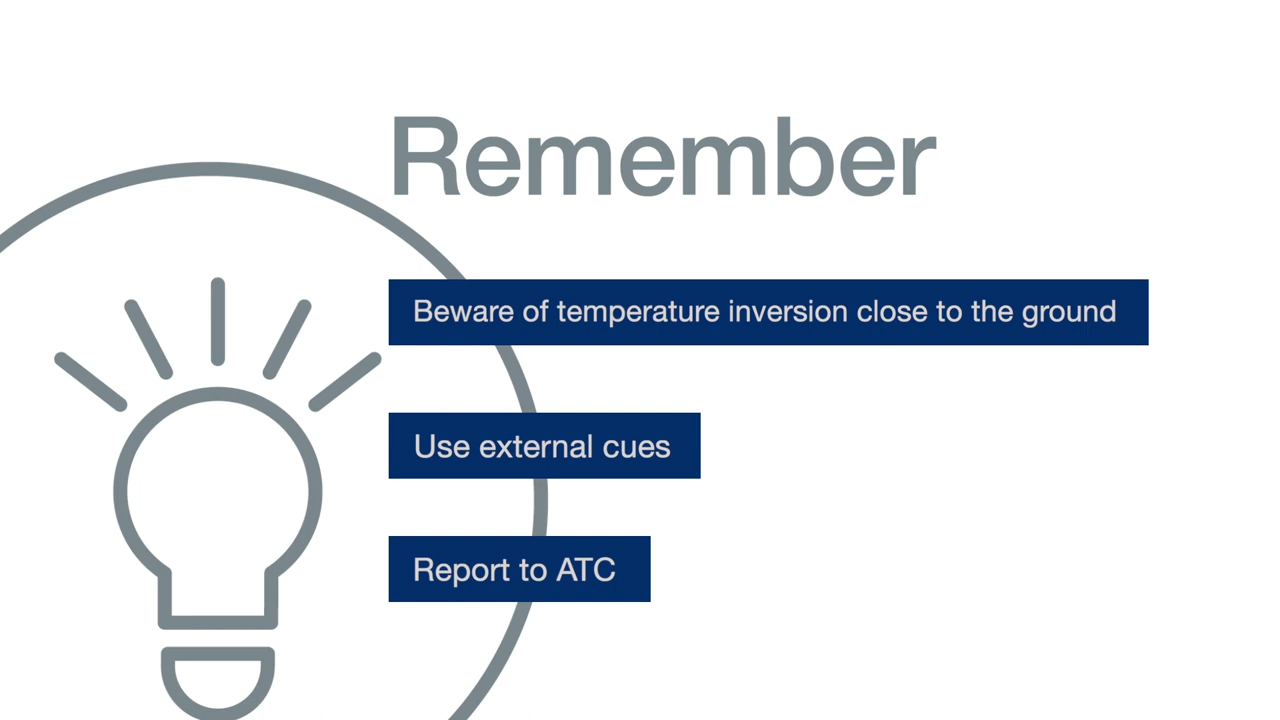 Remember
Beware of temperature inversion close to the ground
Use external cues
Report to ATC